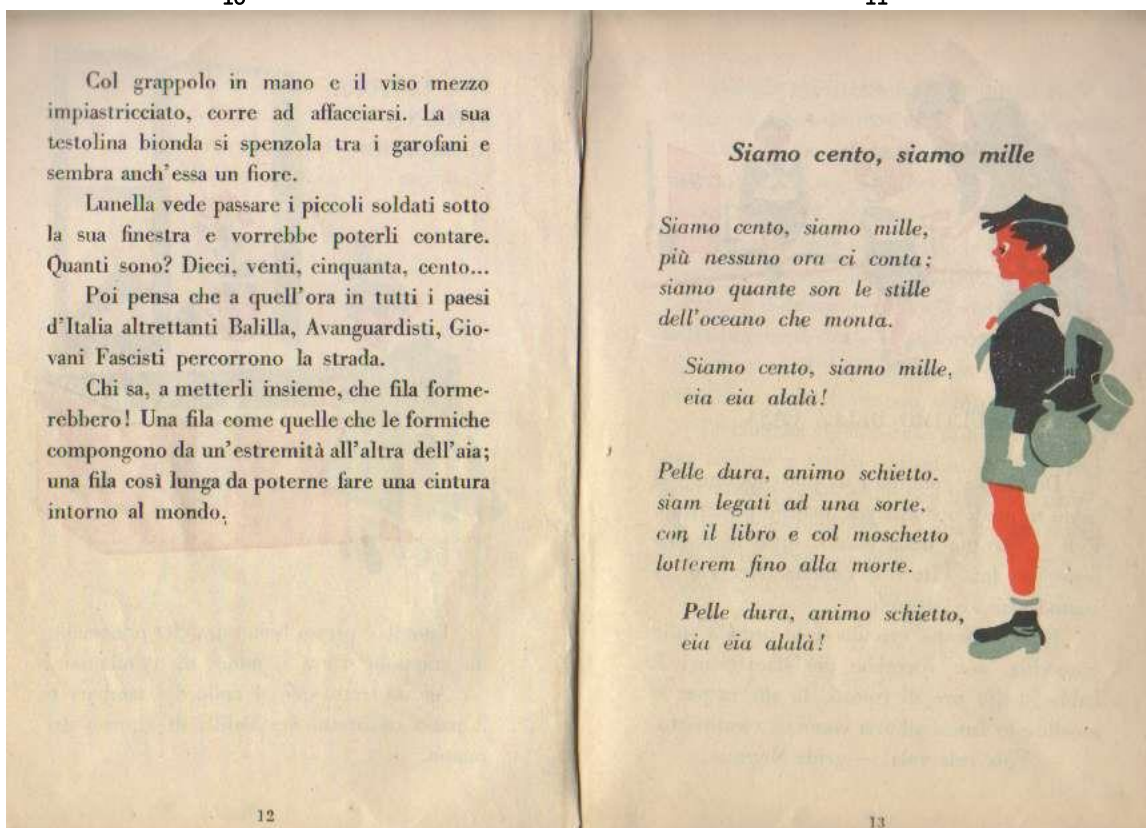 10
11
Col grappolo in mano e il viso mezzo
impiastricciato, corre ad affacciarsi. La sua
testolina bionda si spenzola tra i garofani e
sembra anch'essa un fiore.
Lunella vede passare i piccoli soldati sotto
la sua finestra e vorrebbe poterli contare.
Quanti sono? Dieci, venti, cinquanta, cento...
Poi pensa che a quell'ora in tutti i paesi
d'Italia altrettanti Balilla, Avanguardisti, Gio-
vani Fascisti percorrono la strada.
Chi sa, a metterli insieme, che fila forme-
rebbero! Una fila come quelle che le formiche
compongono da un'estremità all'altra dell'aia;
una fila così lunga da poterne fare una cintura
intorno al mondo.
12
Siamo cento, siamo mille
Siamo cento, siamo mille,
più nessuno ora ci conta;
siamo quante son le stille
dell'oceano che monta.
Siamo cento, siamo mille,
eia eia alalà!
Pelle dura, animo schietto,
siam legati ad una sorte,
con il libro e col moschetto
lotterem fino alla morte.
Pelle dura, animo schietto,
eia eia alalà!
13